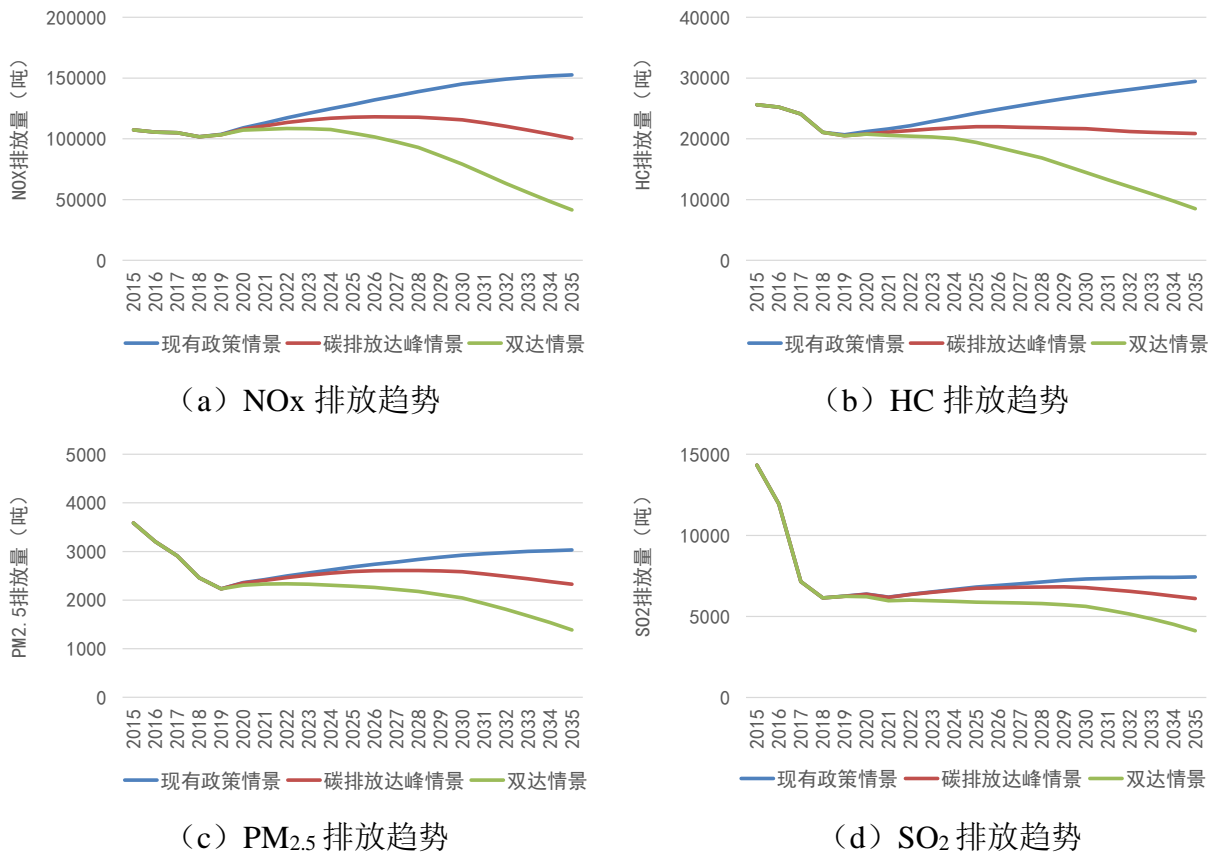 200000
150000
100000
50000
0
NOX排放量（吨）
2015 2016 2017 2018 2019 2020 2021 2022 2023 2024 2025 2026 2027 2028 2029 2030 2031 2032 2033 2034 2035
现有政策情景 碳排放达峰情景 双达情景
（a）NOx 排放趋势
40000
30000
20000
10000
0
HC排放量（吨）
2015 2016 2017 2018 2019 2020 2021 2022 2023 2024 2025 2026 2027 2028 2029 2030 2031 2032 2033 2034 2035
现有政策情景 碳排放达峰情景 双达情景
（b）HC 排放趋势
5000
4000
3000
2000
1000
0
PM2.5排放量（吨）
2015 2016 2017 2018 2019 2020 2021 2022 2023 2024 2025 2026 2027 2028 2029 2030 2031 2032 2033 2034 2035
现有政策情景 碳排放达峰情景 双达情景
（c）PM2.5 排放趋势
15000
10000
5000
0
SO2排放量（吨）
2015 2016 2017 2018 2019 2020 2021 2022 2023 2024 2025 2026 2027 2028 2029 2030 2031 2032 2033 2034 2035
现有政策情景 碳排放达峰情景 双达情景
（d）SO2 排放趋势